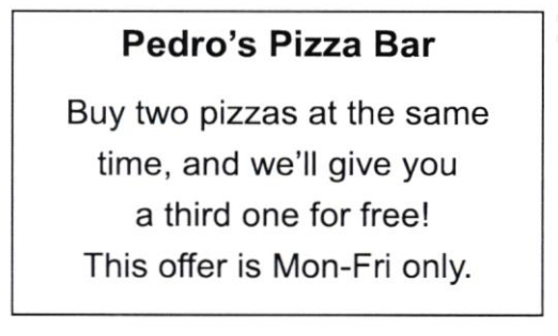 Pedro's Pizza Bar
Buy two pizzas at the same
time, and we'll give you
a third one for free!
This offer is Mon-Fri only.